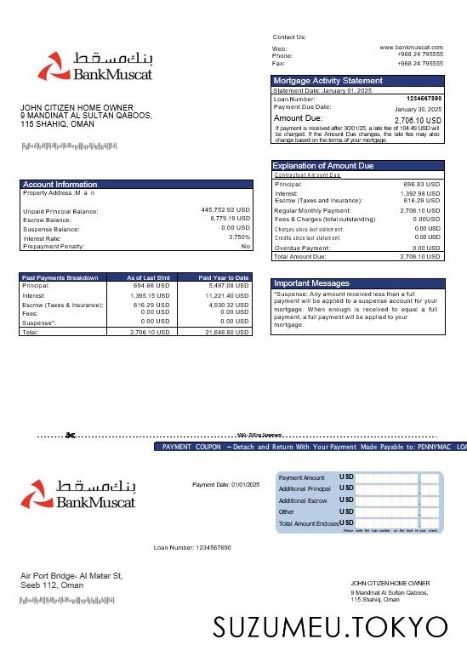 بنك مسقط
BankMuscat
JOHN CITIZEN HOME OWNER
9 MANDINAT AL SULTAN QABOOS,
115 SHAHIQ, OMAN
Contact Us:
Web: www.bankmuscat.com
Phone: +968 24 795555
Fax: +968 24 795555
Mortgage Activity Statement
Statement Date: January 01, 2025
Loan Number: 1234567890
Payment Due Date: January 30, 2025
Amount Due: 2,706.10 USD
If payment is received after 30/01/25, a late fee of 104.49 USD will
be charged. If the Amount Due changes, the late fee may also
change based on the terms of your mortgage.
Account Information
Property Address :M a n
Unpaid Principal Balance: 445,752.92 USD
Escrow Balance: 6,779.19 USD
Suspense Balance: 0.00 USD
Interest Rate: 3.750%
Prepayment Penalty: No
Explanation of Amount Due
Contractual Amount Due
Principal: 696.83 USD
Interest: 1,392.98 USD
Escrow (Taxes and Insurance): 616.29 USD
Regular Monthly Payment: 2,706.10 USD
Fees & Charges (total outstanding) 0.00USD
Charges since last statement: 0.00 USD
Credits since last statement: 0.00 USD
Overdue Payment: 0.00 USD
Total Amount Due: 2,706.10 USD
Past Payments Breakdown As of Last Stmt Paid Year to Date
Principal: 694.66 USD 5,497.08 USD
Interest: 1,395.15 USD 11,221.40 USD
Escrow (Taxes & Insurance): 616.29 USD 4,930.32 USD
Fees: 0.00 USD 0.00 USD
Suspense*: 0.00 USD 0.00 USD
Total: 2,706.10 USD 21,648.80 USD
Important Messages
*Suspense: Any amount received less than a full
payment will be applied to a suspense account for your
mortgage. When enough is received to equal a full
payment, a full payment will be applied to your
mortgage.
PAYMENT COUPON – Detach and Return With Your Payment Made Payable to: PENNYMAC LOA
بنك مسقط
BankMuscat
Payment Date: 01/01/2025
Payment Amount USD
Additional Principal USD
Additional Escrow USD
Other USD
Total Amount Enclosed USD
Loan Number: 1234567890
Air Port Bridge- Al Matar St,
Seeb 112, Oman
JOHN CITIZEN HOME OWNER
9 Mandinat Al Sultan Qaboos,
115 Shahiq, Oman
SUZUMEU.TOKYO